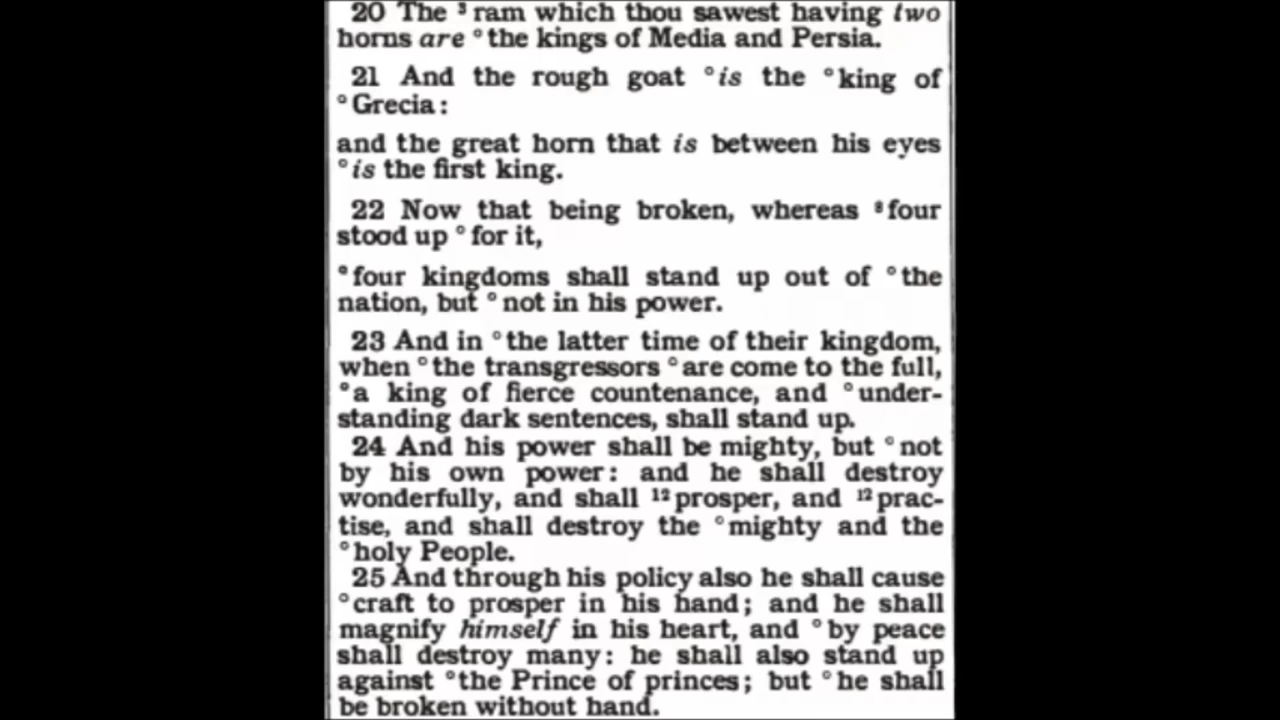 20 The ³ram which thou sawest having two
horns are °the kings of Media and Persia.
21 And the rough goat °is the °king of
°Grecia:
and the great horn that is between his eyes
°is the first king.
22 Now that being broken, whereas ⁸four
stood up °for it,
°four kingdoms shall stand up out of °the
nation, but °not in his power.
23 And in °the latter time of their kingdom,
when °the transgressors °are come to the full,
°a king of fierce countenance, and °under-
standing dark sentences, shall stand up.
24 And his power shall be mighty, but °not
by his own power: and he shall destroy
wonderfully, and shall ¹²prosper, and ¹²prac-
tise, and shall destroy the °mighty and the
°holy People.
25 And through his policy also he shall cause
°craft to prosper in his hand; and he shall
magnify himself in his heart, and °by peace
shall destroy many: he shall also stand up
against °the Prince of princes; but °he shall
be broken without hand.